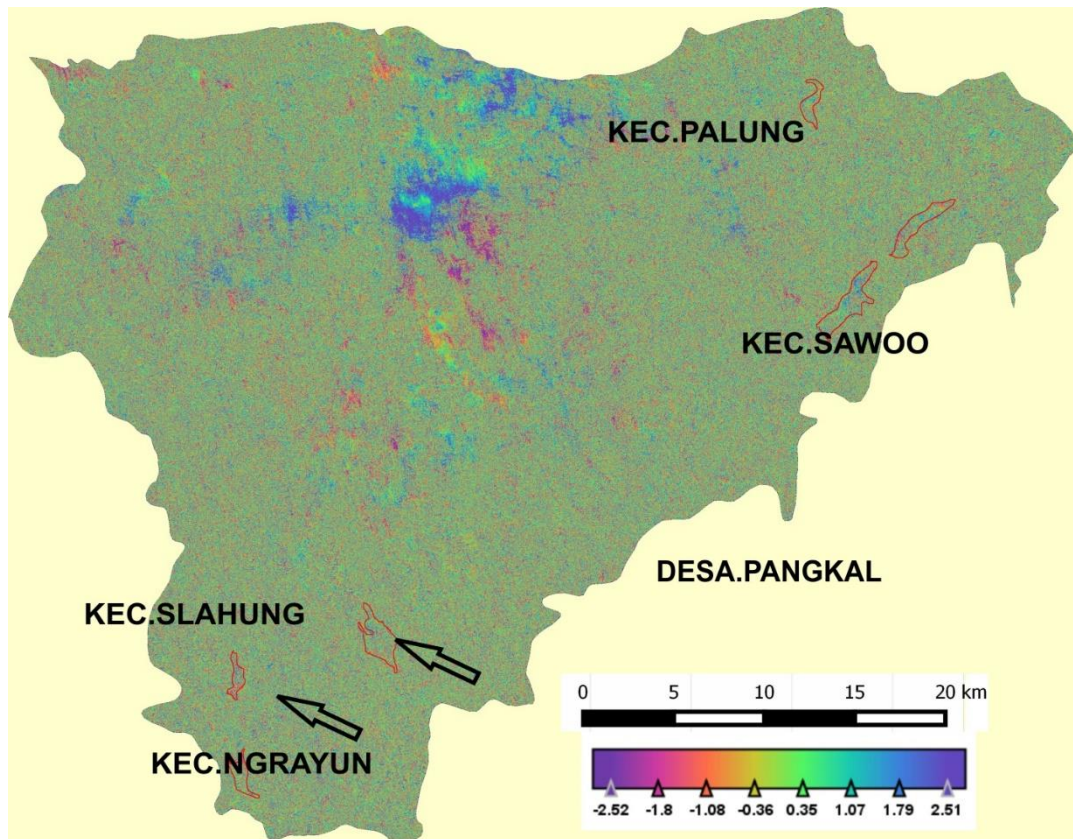 KEC.PALUNG
KEC.SAWOO
DESA.PANGKAL
KEC.SLAHUNG
KEC.NGRAYUN
0 5 10 15 20 km
-2.52 -1.8 -1.08 -0.36 0.35 1.07 1.79 2.51